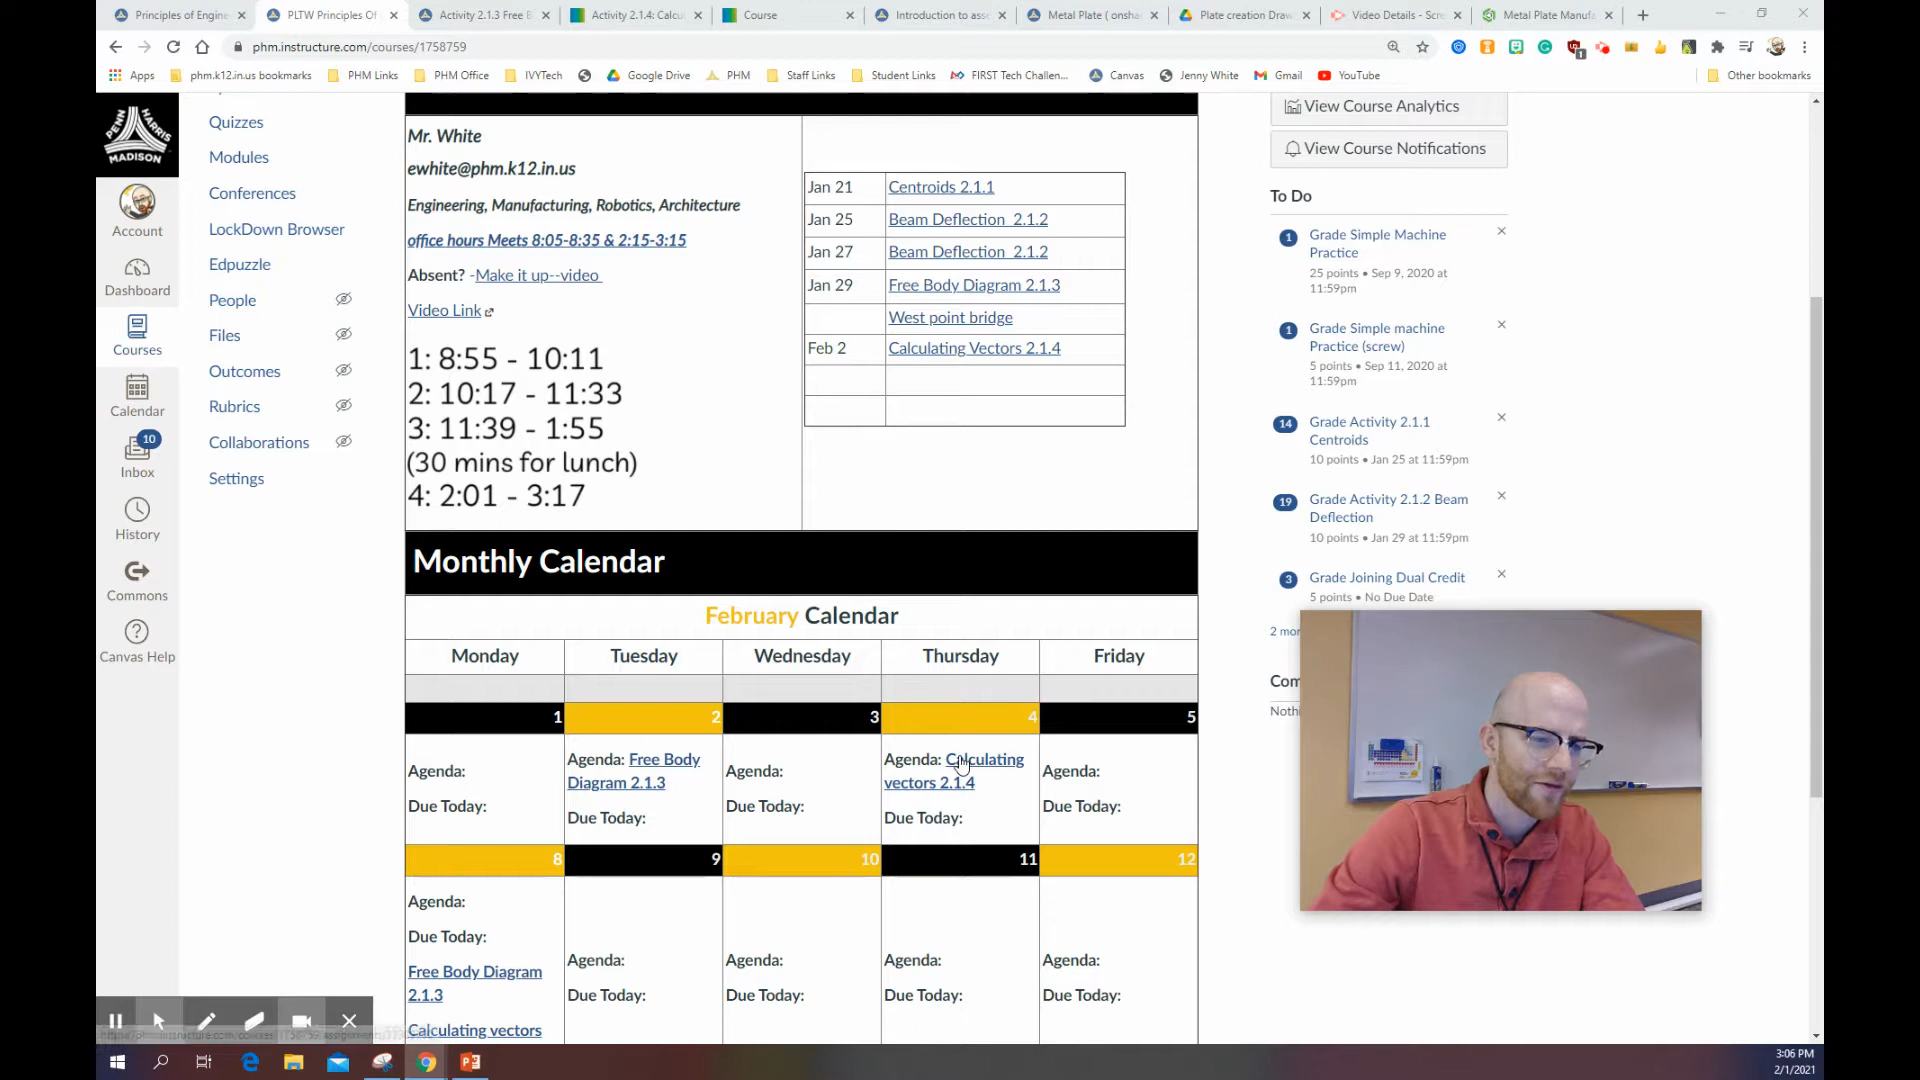 Principles of Engine
PLTW Principles Of
Activity 2.1.3 Free B
Activity 2.1.4: Calcu
Course
Introduction to asse
Metal Plate ( onsha
Plate creation Draw
Video Details - Scre
Metal Plate Manufa
phm.instructure.com/courses/1758759
Apps
phm.k12.in.us bookmarks
PHM Links
PHM Office
IVYTech
Google Drive
PHM
Staff Links
Student Links
FIRST Tech Challen...
Canvas
Jenny White
Gmail
YouTube
Other bookmarks
PENN
HARRIS
MADISON
Account
Dashboard
Courses
Calendar
10
Inbox
History
Commons
Canvas Help
Quizzes
Modules
Conferences
LockDown Browser
Edpuzzle
People
Files
Outcomes
Rubrics
Collaborations
Settings
Mr. White
ewhite@phm.k12.in.us
Engineering, Manufacturing, Robotics, Architecture
office hours Meets 8:05-8:35 & 2:15-3:15
Absent? -Make it up--video
Video Link
1: 8:55 - 10:11
2: 10:17 - 11:33
3: 11:39 - 1:55
(30 mins for lunch)
4: 2:01 - 3:17
Jan 21 Centroids 2.1.1
Jan 25 Beam Deflection 2.1.2
Jan 27 Beam Deflection 2.1.2
Jan 29 Free Body Diagram 2.1.3
West point bridge
Feb 2 Calculating Vectors 2.1.4
Monthly Calendar
February Calendar
Monday Tuesday Wednesday Thursday Friday
1 2 3 4 5
Agenda:
Due Today:
Agenda: Free Body
Diagram 2.1.3
Due Today:
Agenda:
Due Today:
Agenda: Calculating
vectors 2.1.4
Due Today:
Agenda:
Due Today:
8 9 10 11 12
Agenda:
Due Today:
Free Body Diagram
2.1.3
Calculating vectors
Agenda:
Due Today:
Agenda:
Due Today:
Agenda:
Due Today:
Agenda:
Due Today:
View Course Analytics
View Course Notifications
To Do
1 Grade Simple Machine
Practice
25 points • Sep 9, 2020 at
11:59pm
1 Grade Simple machine
Practice (screw)
5 points • Sep 11, 2020 at
11:59pm
14 Grade Activity 2.1.1
Centroids
10 points • Jan 25 at 11:59pm
19 Grade Activity 2.1.2 Beam
Deflection
10 points • Jan 29 at 11:59pm
3 Grade Joining Dual Credit
5 points • No Due Date
2 mor
Com
Nothi
3:06 PM
2/1/2021